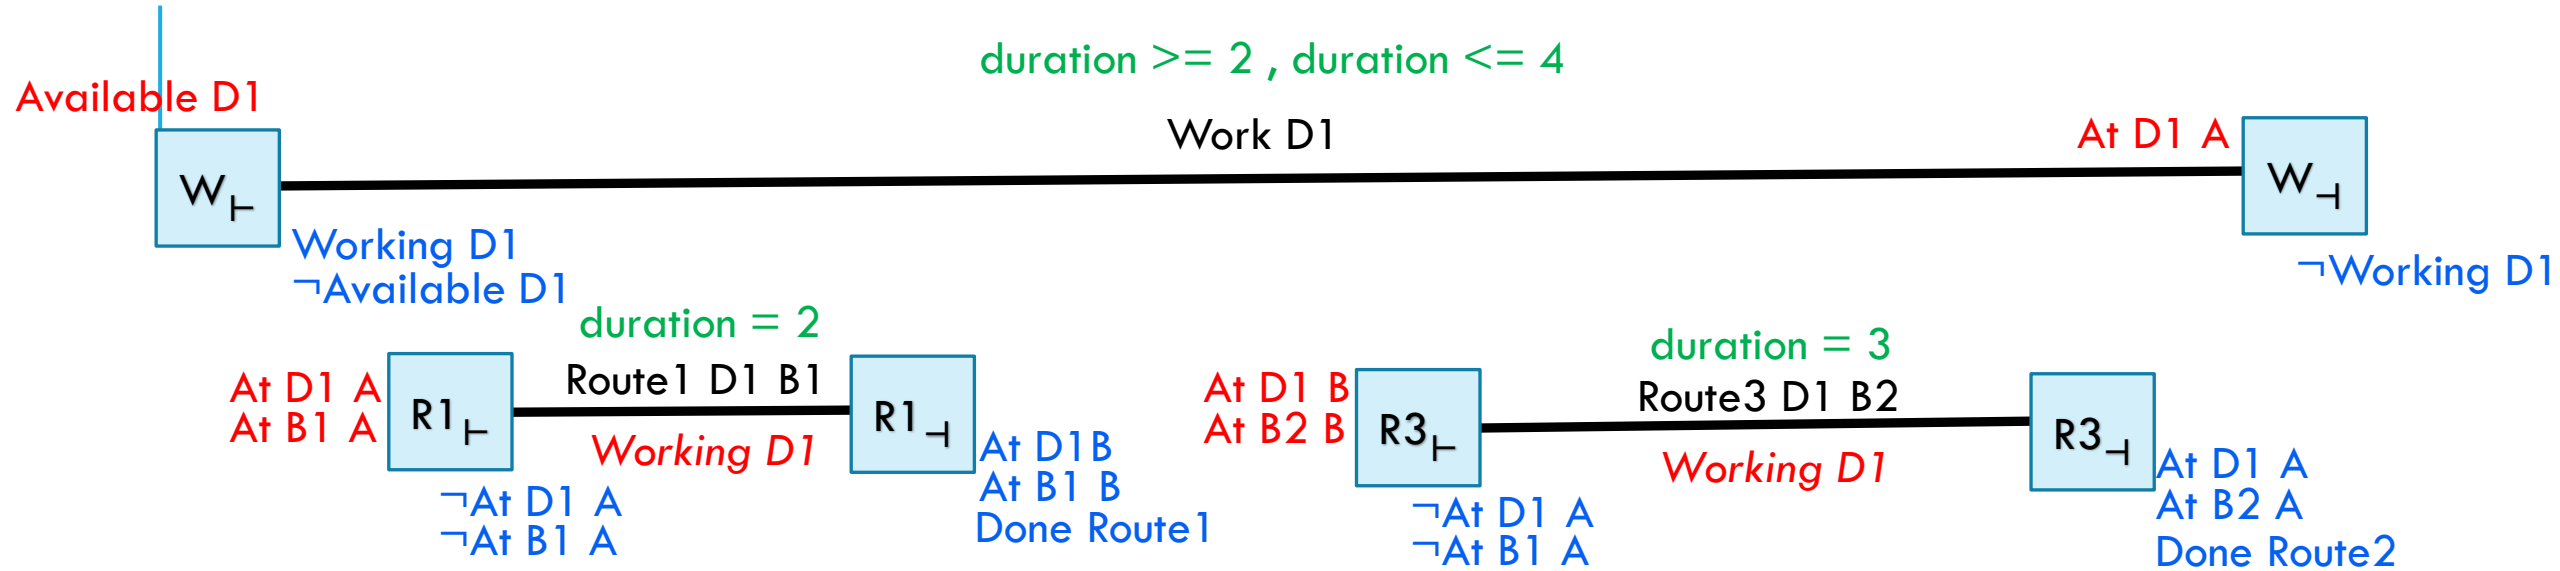 duration >= 2 , duration <= 4
Available D1
Work D1
At D1 A
W⊢
W⊣
Working D1
¬Available D1
¬Working D1
duration = 2
duration = 3
Route1 D1 B1
Route3 D1 B2
At D1 A
At B1 A
R1⊢
R1⊣
At D1 B
At B2 B
R3⊢
R3⊣
Working D1
Working D1
At D1B
At B1 B
Done Route1
At D1 A
At B2 A
Done Route2
¬At D1 A
¬At B1 A
¬At D1 A
¬At B1 A